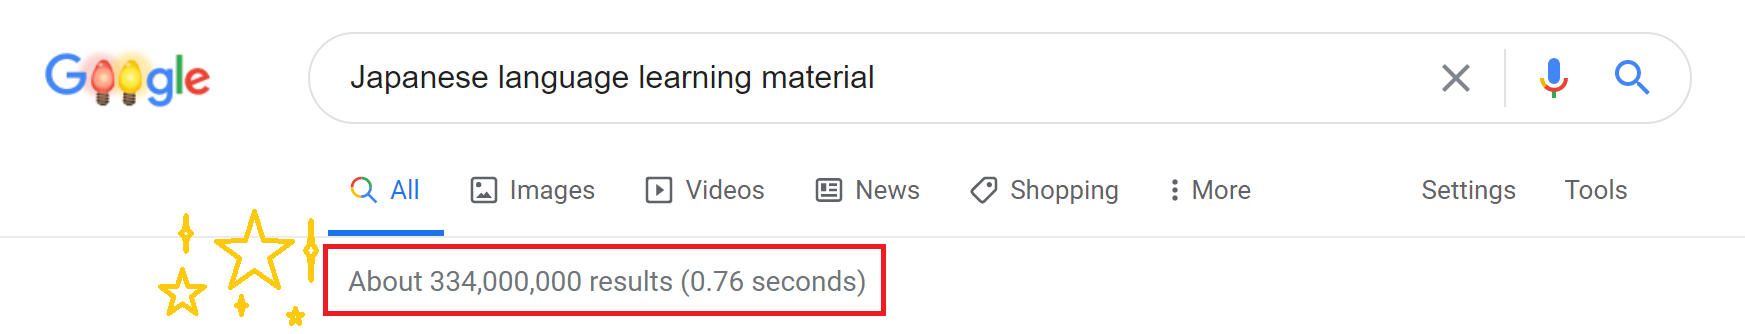 Google
Japanese language learning material
All Images Videos News Shopping More Settings Tools
About 334,000,000 results (0.76 seconds)